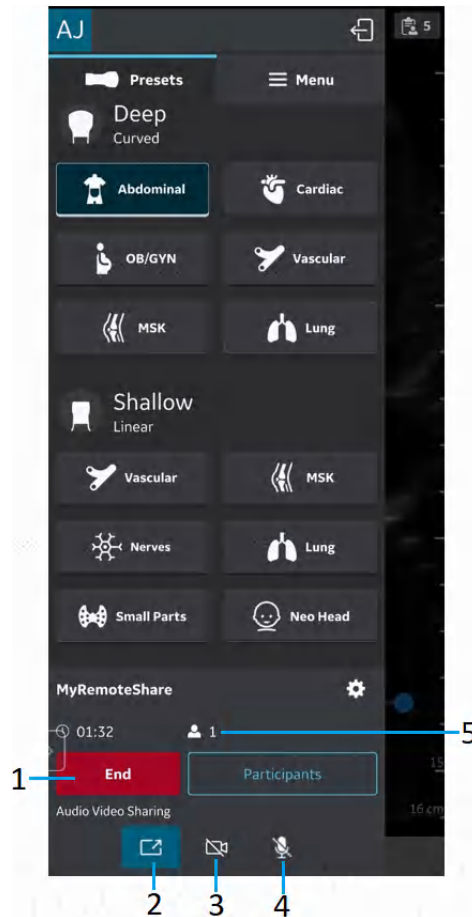 AJ
5
Presets
Menu
Deep
Curved
Abdominal
Cardiac
OB/GYN
Vascular
MSK
Lung
Shallow
Linear
Vascular
MSK
Nerves
Lung
Small Parts
Neo Head
MyRemoteShare
01:32
1
5
End
Participants
15
1
Audio Video Sharing
16 cm
2
3
4